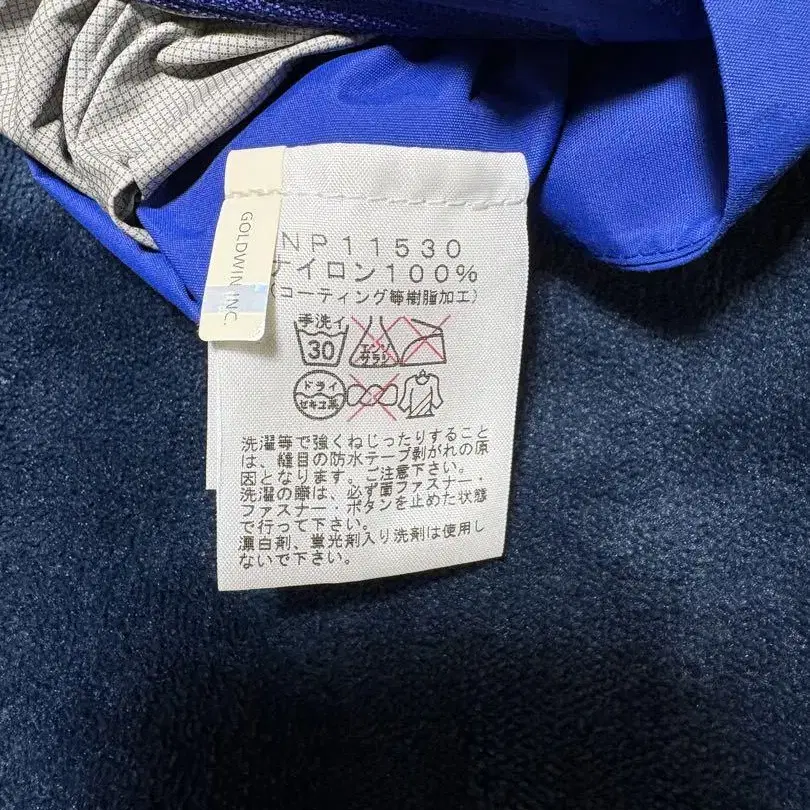 GOLDWIN INC.
NP11530
ナイロン100%
(コーティング等樹脂加工)
手洗イ
30
エンソ
サラシ
ドライ
セキユ系
洗濯等で強くねじったりすること
は、縫目の防水テープ剥がれの原
因となります。ご注意下さい。
洗濯の際は、必ず面ファスナー・
ファスナー・ボタンを止めた状態
で行って下さい。
漂白剤、蛍光剤入り洗剤は使用し
ないで下さい。